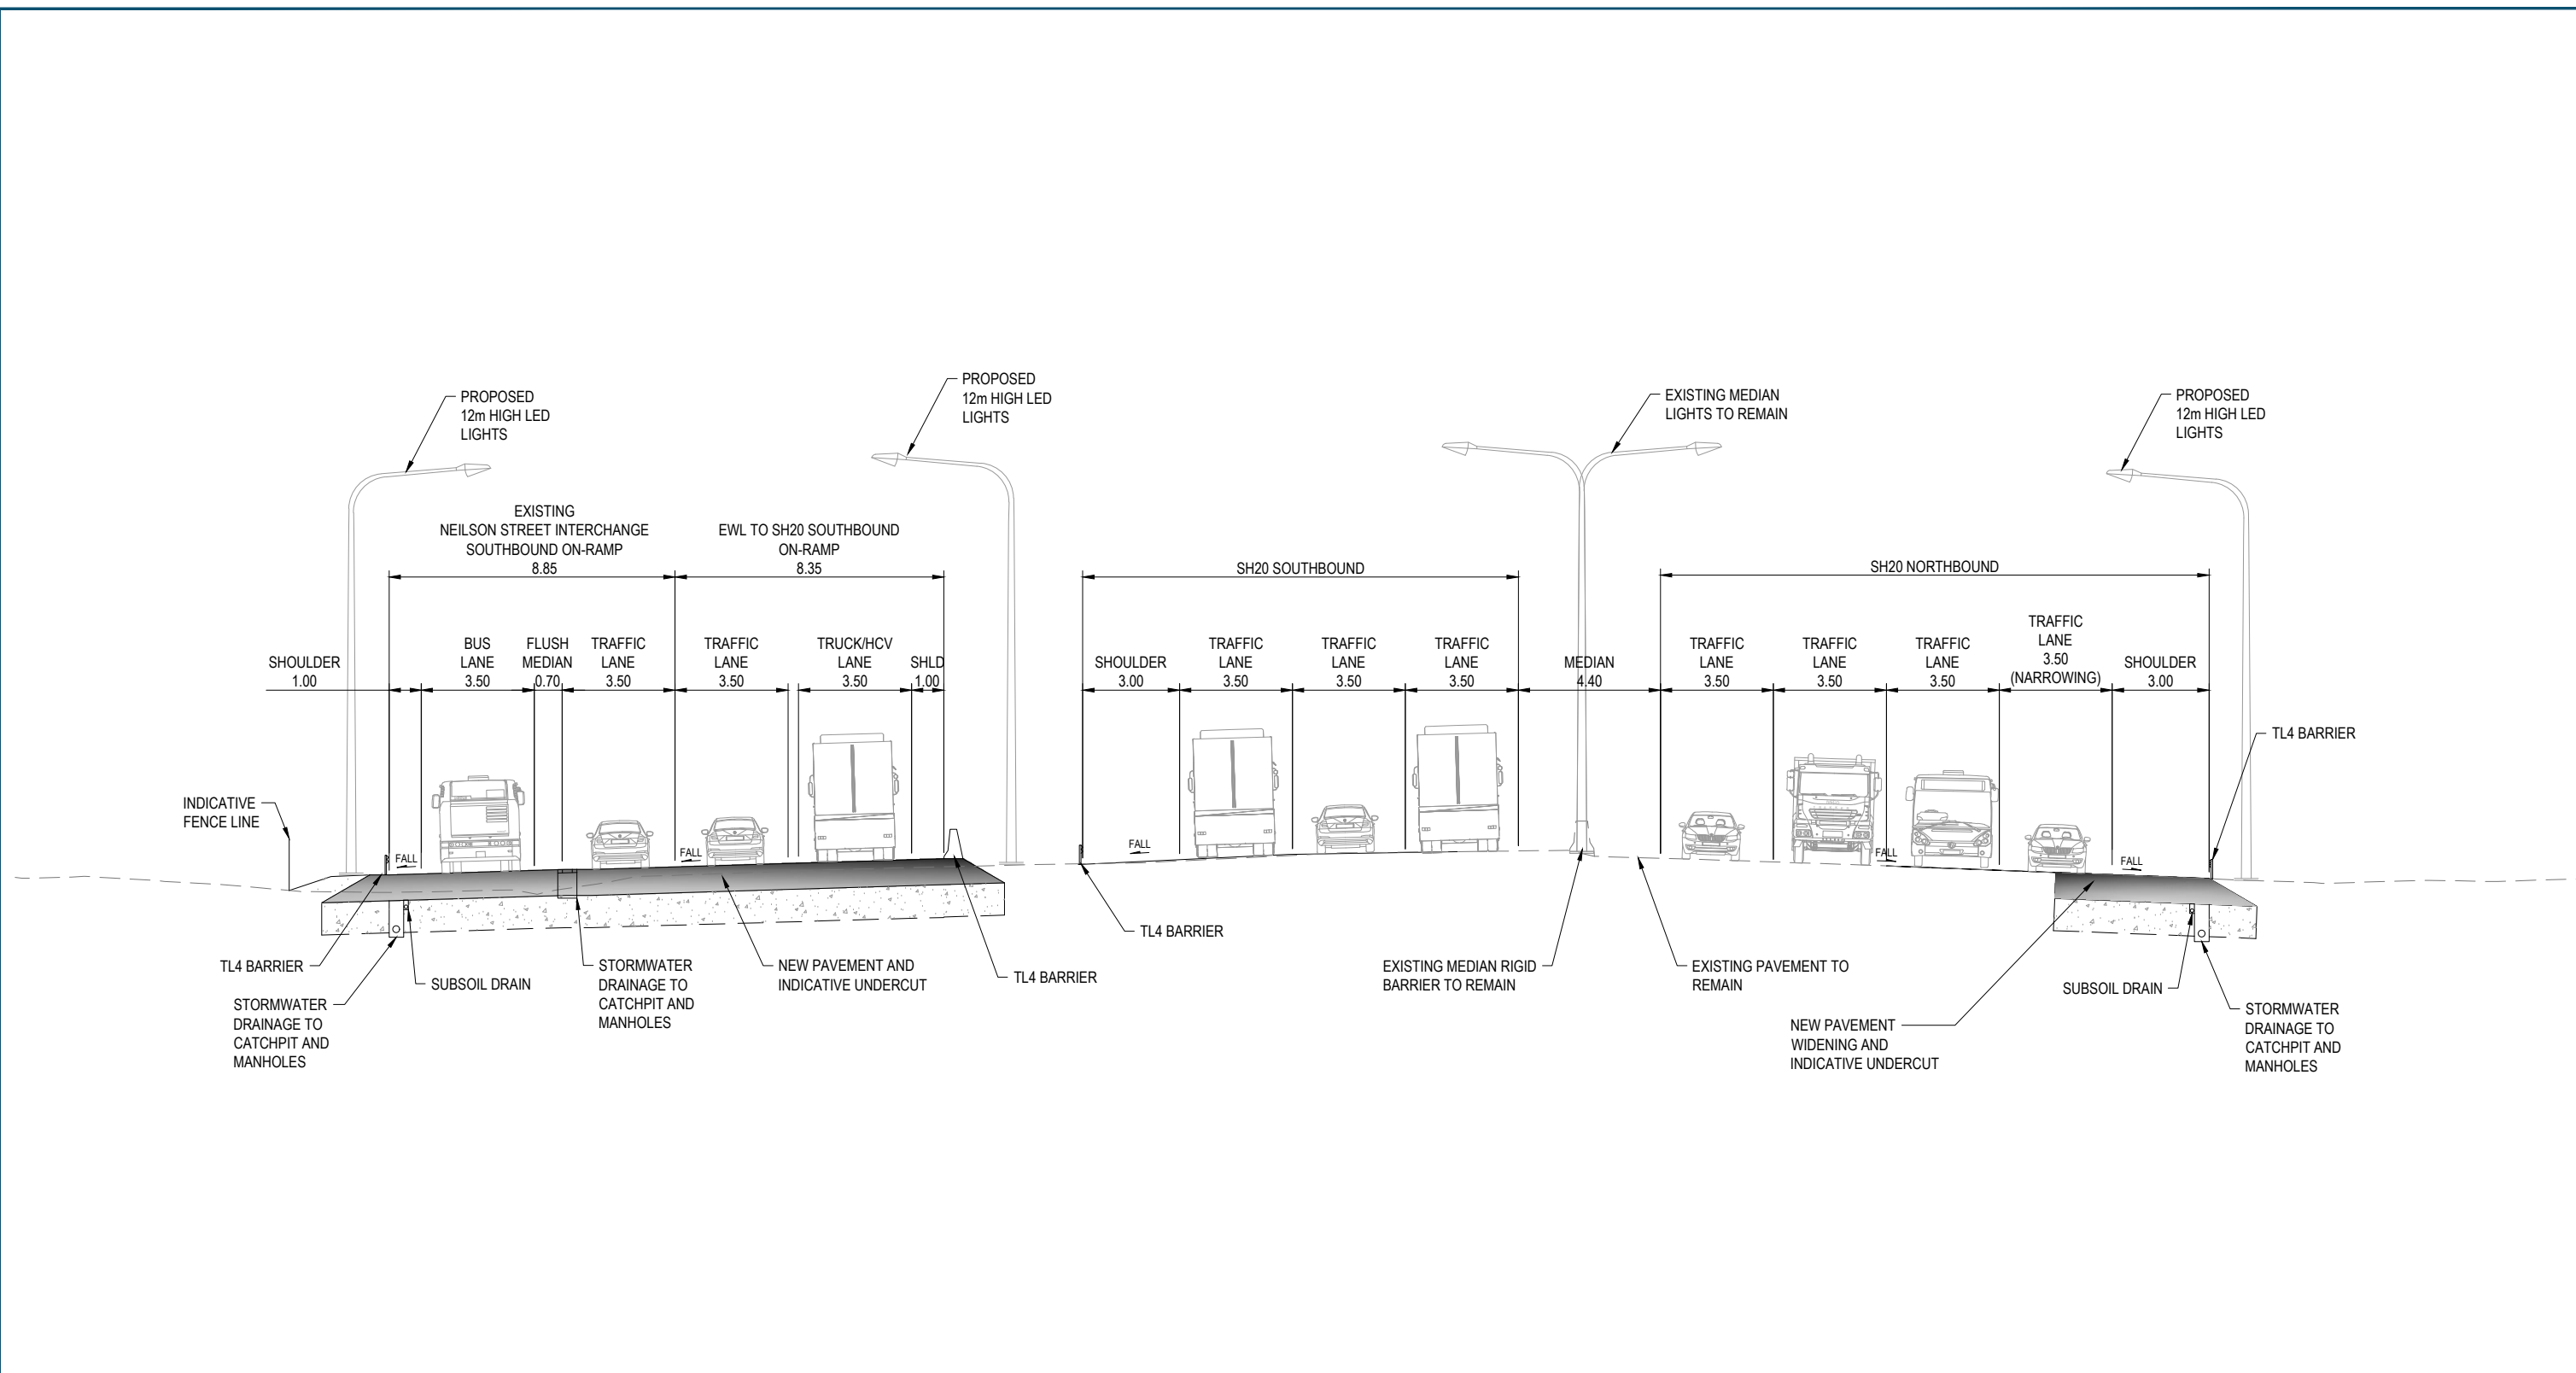 PROPOSED
12m HIGH LED
LIGHTS
PROPOSED
12m HIGH LED
LIGHTS
EXISTING MEDIAN
LIGHTS TO REMAIN
PROPOSED
12m HIGH LED
LIGHTS
EXISTING
NEILSON STREET INTERCHANGE
SOUTHBOUND ON-RAMP
8.85
EWL TO SH20 SOUTHBOUND
ON-RAMP
8.35
SH20 SOUTHBOUND
SH20 NORTHBOUND
SHOULDER
1.00
BUS
LANE
3.50
FLUSH
MEDIAN
0.70
TRAFFIC
LANE
3.50
TRAFFIC
LANE
3.50
TRUCK/HCV
LANE
3.50
SHLD
1.00
SHOULDER
3.00
TRAFFIC
LANE
3.50
TRAFFIC
LANE
3.50
TRAFFIC
LANE
3.50
MEDIAN
4.40
TRAFFIC
LANE
3.50
TRAFFIC
LANE
3.50
TRAFFIC
LANE
3.50
TRAFFIC
LANE
3.50
(NARROWING)
SHOULDER
3.00
TL4 BARRIER
INDICATIVE
FENCE LINE
FALL
FALL
FALL
FALL
FALL
TL4 BARRIER
STORMWATER
DRAINAGE TO
CATCHPIT AND
MANHOLES
SUBSOIL DRAIN
STORMWATER
DRAINAGE TO
CATCHPIT AND
MANHOLES
NEW PAVEMENT AND
INDICATIVE UNDERCUT
TL4 BARRIER
TL4 BARRIER
EXISTING MEDIAN RIGID
BARRIER TO REMAIN
EXISTING PAVEMENT TO
REMAIN
NEW PAVEMENT
WIDENING AND
INDICATIVE UNDERCUT
SUBSOIL DRAIN
STORMWATER
DRAINAGE TO
CATCHPIT AND
MANHOLES